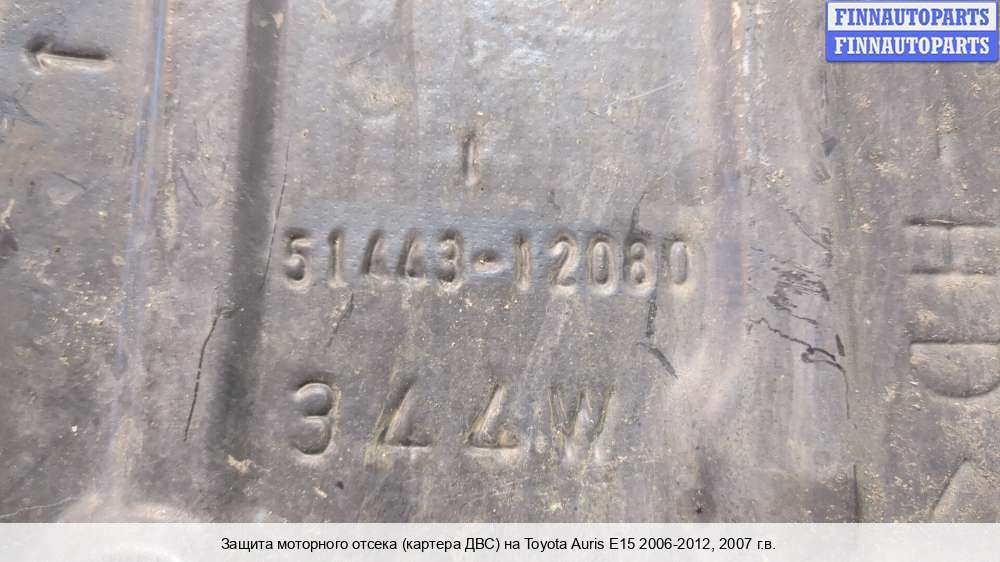 FINNAUTOPARTS
FINNAUTOPARTS
51443-12080
344W
Защита моторного отсека (картера ДВС) на Toyota Auris E15 2006-2012, 2007 г.в.